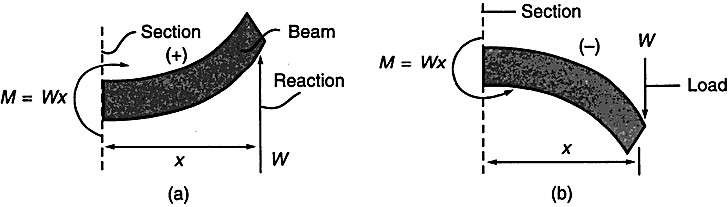 Section
(+)
Beam
M = Wx
Reaction
x
W
(a)
Section
(–)
W
M = Wx
Load
x
(b)